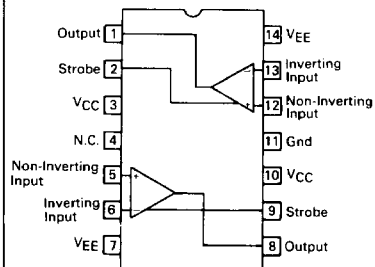 Output 1
Strobe 2
VCC 3
N.C. 4
Non-Inverting
Input 5
+
Inverting
Input 6
−
VEE 7
14 VEE
13 Inverting
Input
−
12 Non-Inverting
Input
+
11 Gnd
10 VCC
9 Strobe
8 Output